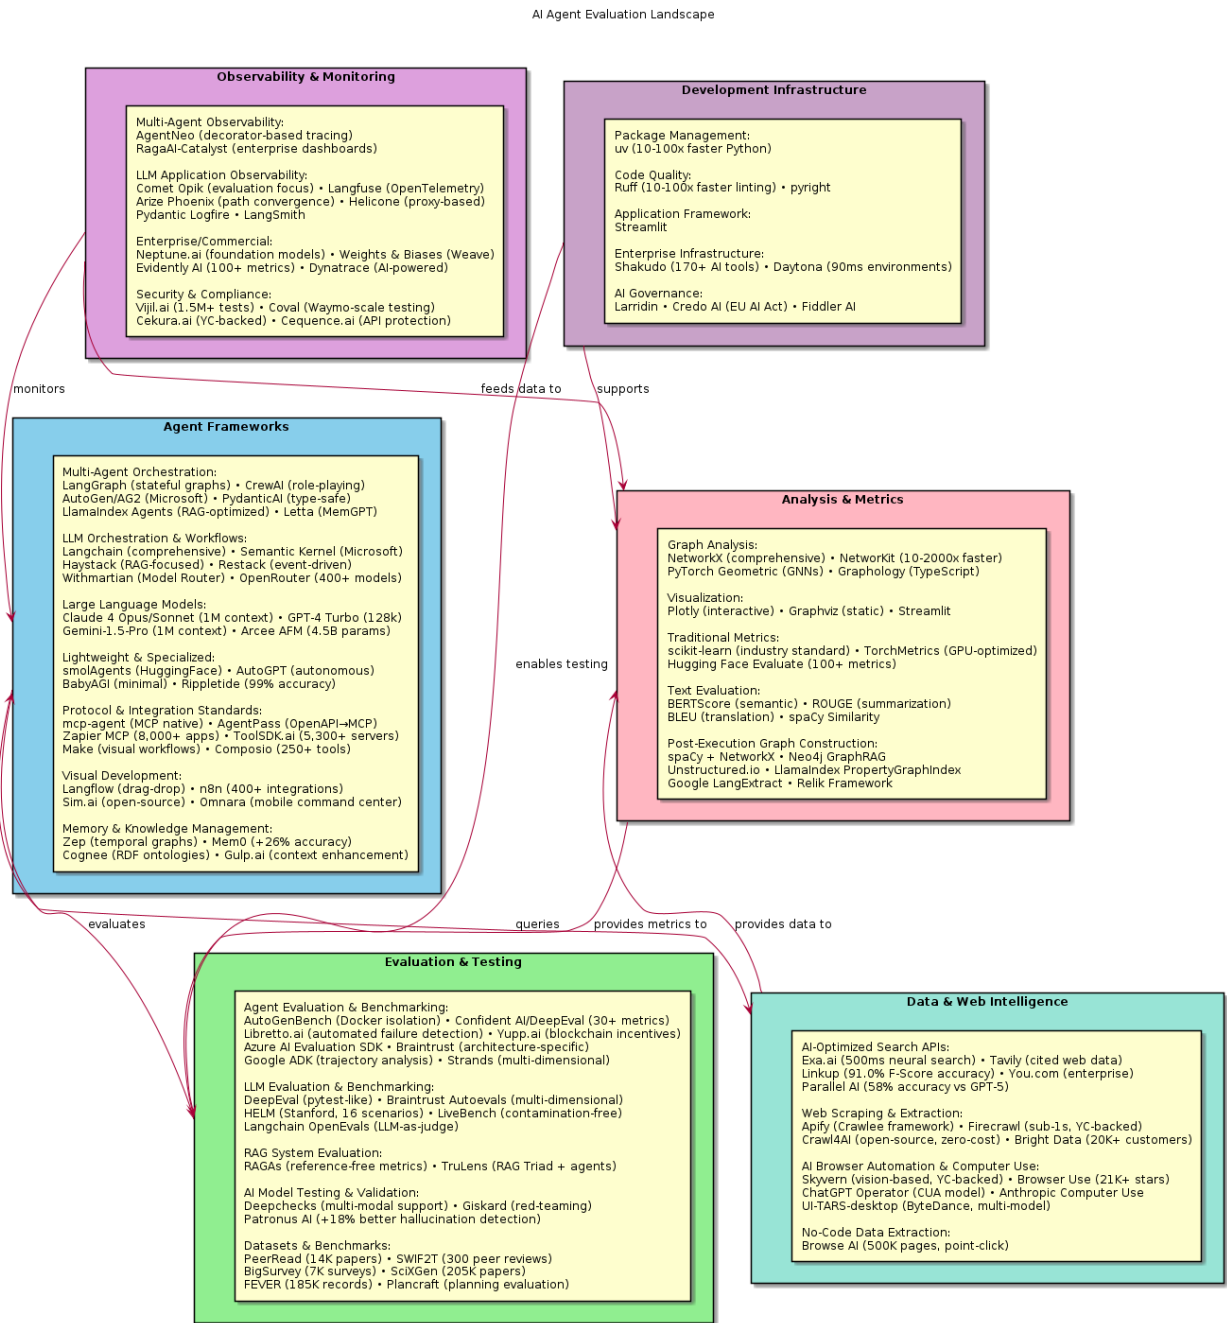 AI Agent Evaluation Landscape
Observability & Monitoring
Multi-Agent Observability:
AgentNeo (decorator-based tracing)
RagaAI-Catalyst (enterprise dashboards)
LLM Application Observability:
Comet Opik (evaluation focus) • Langfuse (OpenTelemetry)
Arize Phoenix (path convergence) • Helicone (proxy-based)
Pydantic Logfire • LangSmith
Enterprise/Commercial:
Neptune.ai (foundation models) • Weights & Biases (Weave)
Evidently AI (100+ metrics) • Dynatrace (AI-powered)
Security & Compliance:
Vijil.ai (1.5M+ tests) • Coval (Waymo-scale testing)
Cekura.ai (YC-backed) • Cequence.ai (API protection)
Development Infrastructure
Package Management:
uv (10-100x faster Python)
Code Quality:
Ruff (10-100x faster linting) • pyright
Application Framework:
Streamlit
Enterprise Infrastructure:
Shakudo (170+ AI tools) • Daytona (90ms environments)
AI Governance:
Larridin • Credo AI (EU AI Act) • Fiddler AI
monitors
feeds data to
supports
Agent Frameworks
Multi-Agent Orchestration:
LangGraph (stateful graphs) • CrewAI (role-playing)
AutoGen/AG2 (Microsoft) • PydanticAI (type-safe)
LlamaIndex Agents (RAG-optimized) • Letta (MemGPT)
LLM Orchestration & Workflows:
Langchain (comprehensive) • Semantic Kernel (Microsoft)
Haystack (RAG-focused) • Restack (event-driven)
Withmartian (Model Router) • OpenRouter (400+ models)
Large Language Models:
Claude 4 Opus/Sonnet (1M context) • GPT-4 Turbo (128k)
Gemini-1.5-Pro (1M context) • Arcee AFM (4.5B params)
Lightweight & Specialized:
smolAgents (HuggingFace) • AutoGPT (autonomous)
BabyAGI (minimal) • Rippletide (99% accuracy)
Protocol & Integration Standards:
mcp-agent (MCP native) • AgentPass (OpenAPI→MCP)
Zapier MCP (8,000+ apps) • ToolSDK.ai (5,300+ servers)
Make (visual workflows) • Composio (250+ tools)
Visual Development:
Langflow (drag-drop) • n8n (400+ integrations)
Sim.ai (open-source) • Omnara (mobile command center)
Memory & Knowledge Management:
Zep (temporal graphs) • Mem0 (+26% accuracy)
Cognee (RDF ontologies) • Gulp.ai (context enhancement)
Analysis & Metrics
Graph Analysis:
NetworkX (comprehensive) • NetworKit (10-2000x faster)
PyTorch Geometric (GNNs) • Graphology (TypeScript)
Visualization:
Plotly (interactive) • Graphviz (static) • Streamlit
Traditional Metrics:
scikit-learn (industry standard) • TorchMetrics (GPU-optimized)
Hugging Face Evaluate (100+ metrics)
Text Evaluation:
BERTScore (semantic) • ROUGE (summarization)
BLEU (translation) • spaCy Similarity
Post-Execution Graph Construction:
spaCy + NetworkX • Neo4j GraphRAG
Unstructured.io • LlamaIndex PropertyGraphIndex
Google LangExtract • Relik Framework
enables testing
evaluates
queries
provides metrics to
provides data to
Evaluation & Testing
Agent Evaluation & Benchmarking:
AutoGenBench (Docker isolation) • Confident AI/DeepEval (30+ metrics)
Libretto.ai (automated failure detection) • Yupp.ai (blockchain incentives)
Azure AI Evaluation SDK • Braintrust (architecture-specific)
Google ADK (trajectory analysis) • Strands (multi-dimensional)
LLM Evaluation & Benchmarking:
DeepEval (pytest-like) • Braintrust Autoevals (multi-dimensional)
HELM (Stanford, 16 scenarios) • LiveBench (contamination-free)
Langchain OpenEvals (LLM-as-judge)
RAG System Evaluation:
RAGAs (reference-free metrics) • TruLens (RAG Triad + agents)
AI Model Testing & Validation:
Deepchecks (multi-modal support) • Giskard (red-teaming)
Patronus AI (+18% better hallucination detection)
Datasets & Benchmarks:
PeerRead (14K papers) • SWIF2T (300 peer reviews)
BigSurvey (7K surveys) • SciXGen (205K papers)
FEVER (185K records) • Plancraft (planning evaluation)
Data & Web Intelligence
AI-Optimized Search APIs:
Exa.ai (500ms neural search) • Tavily (cited web data)
Linkup (91.0% F-Score accuracy) • You.com (enterprise)
Parallel AI (58% accuracy vs GPT-5)
Web Scraping & Extraction:
Apify (Crawlee framework) • Firecrawl (sub-1s, YC-backed)
Crawl4AI (open-source, zero-cost) • Bright Data (20K+ customers)
AI Browser Automation & Computer Use:
Skyvern (vision-based, YC-backed) • Browser Use (21K+ stars)
ChatGPT Operator (CUA model) • Anthropic Computer Use
UI-TARS-desktop (ByteDance, multi-model)
No-Code Data Extraction:
Browse AI (500K pages, point-click)